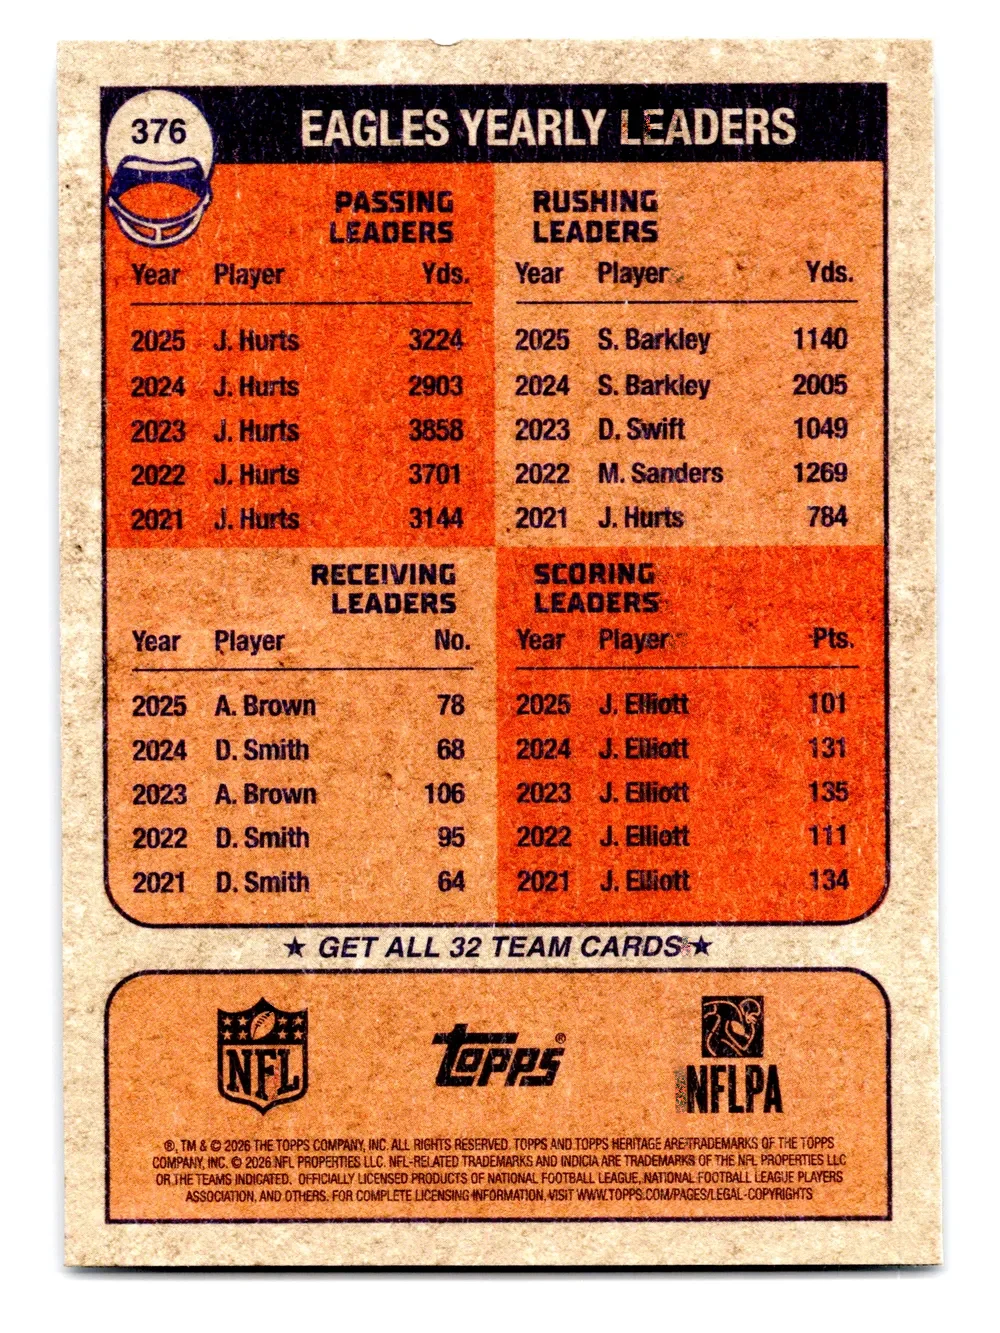 376
EAGLES YEARLY LEADERS
PASSING
LEADERS
Year Player Yds.
2025 J. Hurts 3224
2024 J. Hurts 2903
2023 J. Hurts 3858
2022 J. Hurts 3701
2021 J. Hurts 3144
RUSHING
LEADERS
Year Player Yds.
2025 S. Barkley 1140
2024 S. Barkley 2005
2023 D. Swift 1049
2022 M. Sanders 1269
2021 J. Hurts 784
RECEIVING
LEADERS
Year Player No.
2025 A. Brown 78
2024 D. Smith 68
2023 A. Brown 106
2022 D. Smith 95
2021 D. Smith 64
SCORING
LEADERS
Year Player Pts.
2025 J. Elliott 101
2024 J. Elliott 131
2023 J. Elliott 135
2022 J. Elliott 111
2021 J. Elliott 134
★ GET ALL 32 TEAM CARDS ★
NFL
topps®
NFLPA
®, TM & © 2026 THE TOPPS COMPANY, INC. ALL RIGHTS RESERVED. TOPPS AND TOPPS HERITAGE ARE TRADEMARKS OF THE TOPPS
COMPANY, INC. © 2026 NFL PROPERTIES LLC. NFL-RELATED TRADEMARKS AND INDICIA ARE TRADEMARKS OF THE NFL PROPERTIES LLC
OR THE TEAMS INDICATED. OFFICIALLY LICENSED PRODUCTS OF NATIONAL FOOTBALL LEAGUE, NATIONAL FOOTBALL LEAGUE PLAYERS
ASSOCIATION, AND OTHERS. FOR COMPLETE LICENSING INFORMATION, VISIT WWW.TOPPS.COM/PAGES/LEGAL-COPYRIGHTS